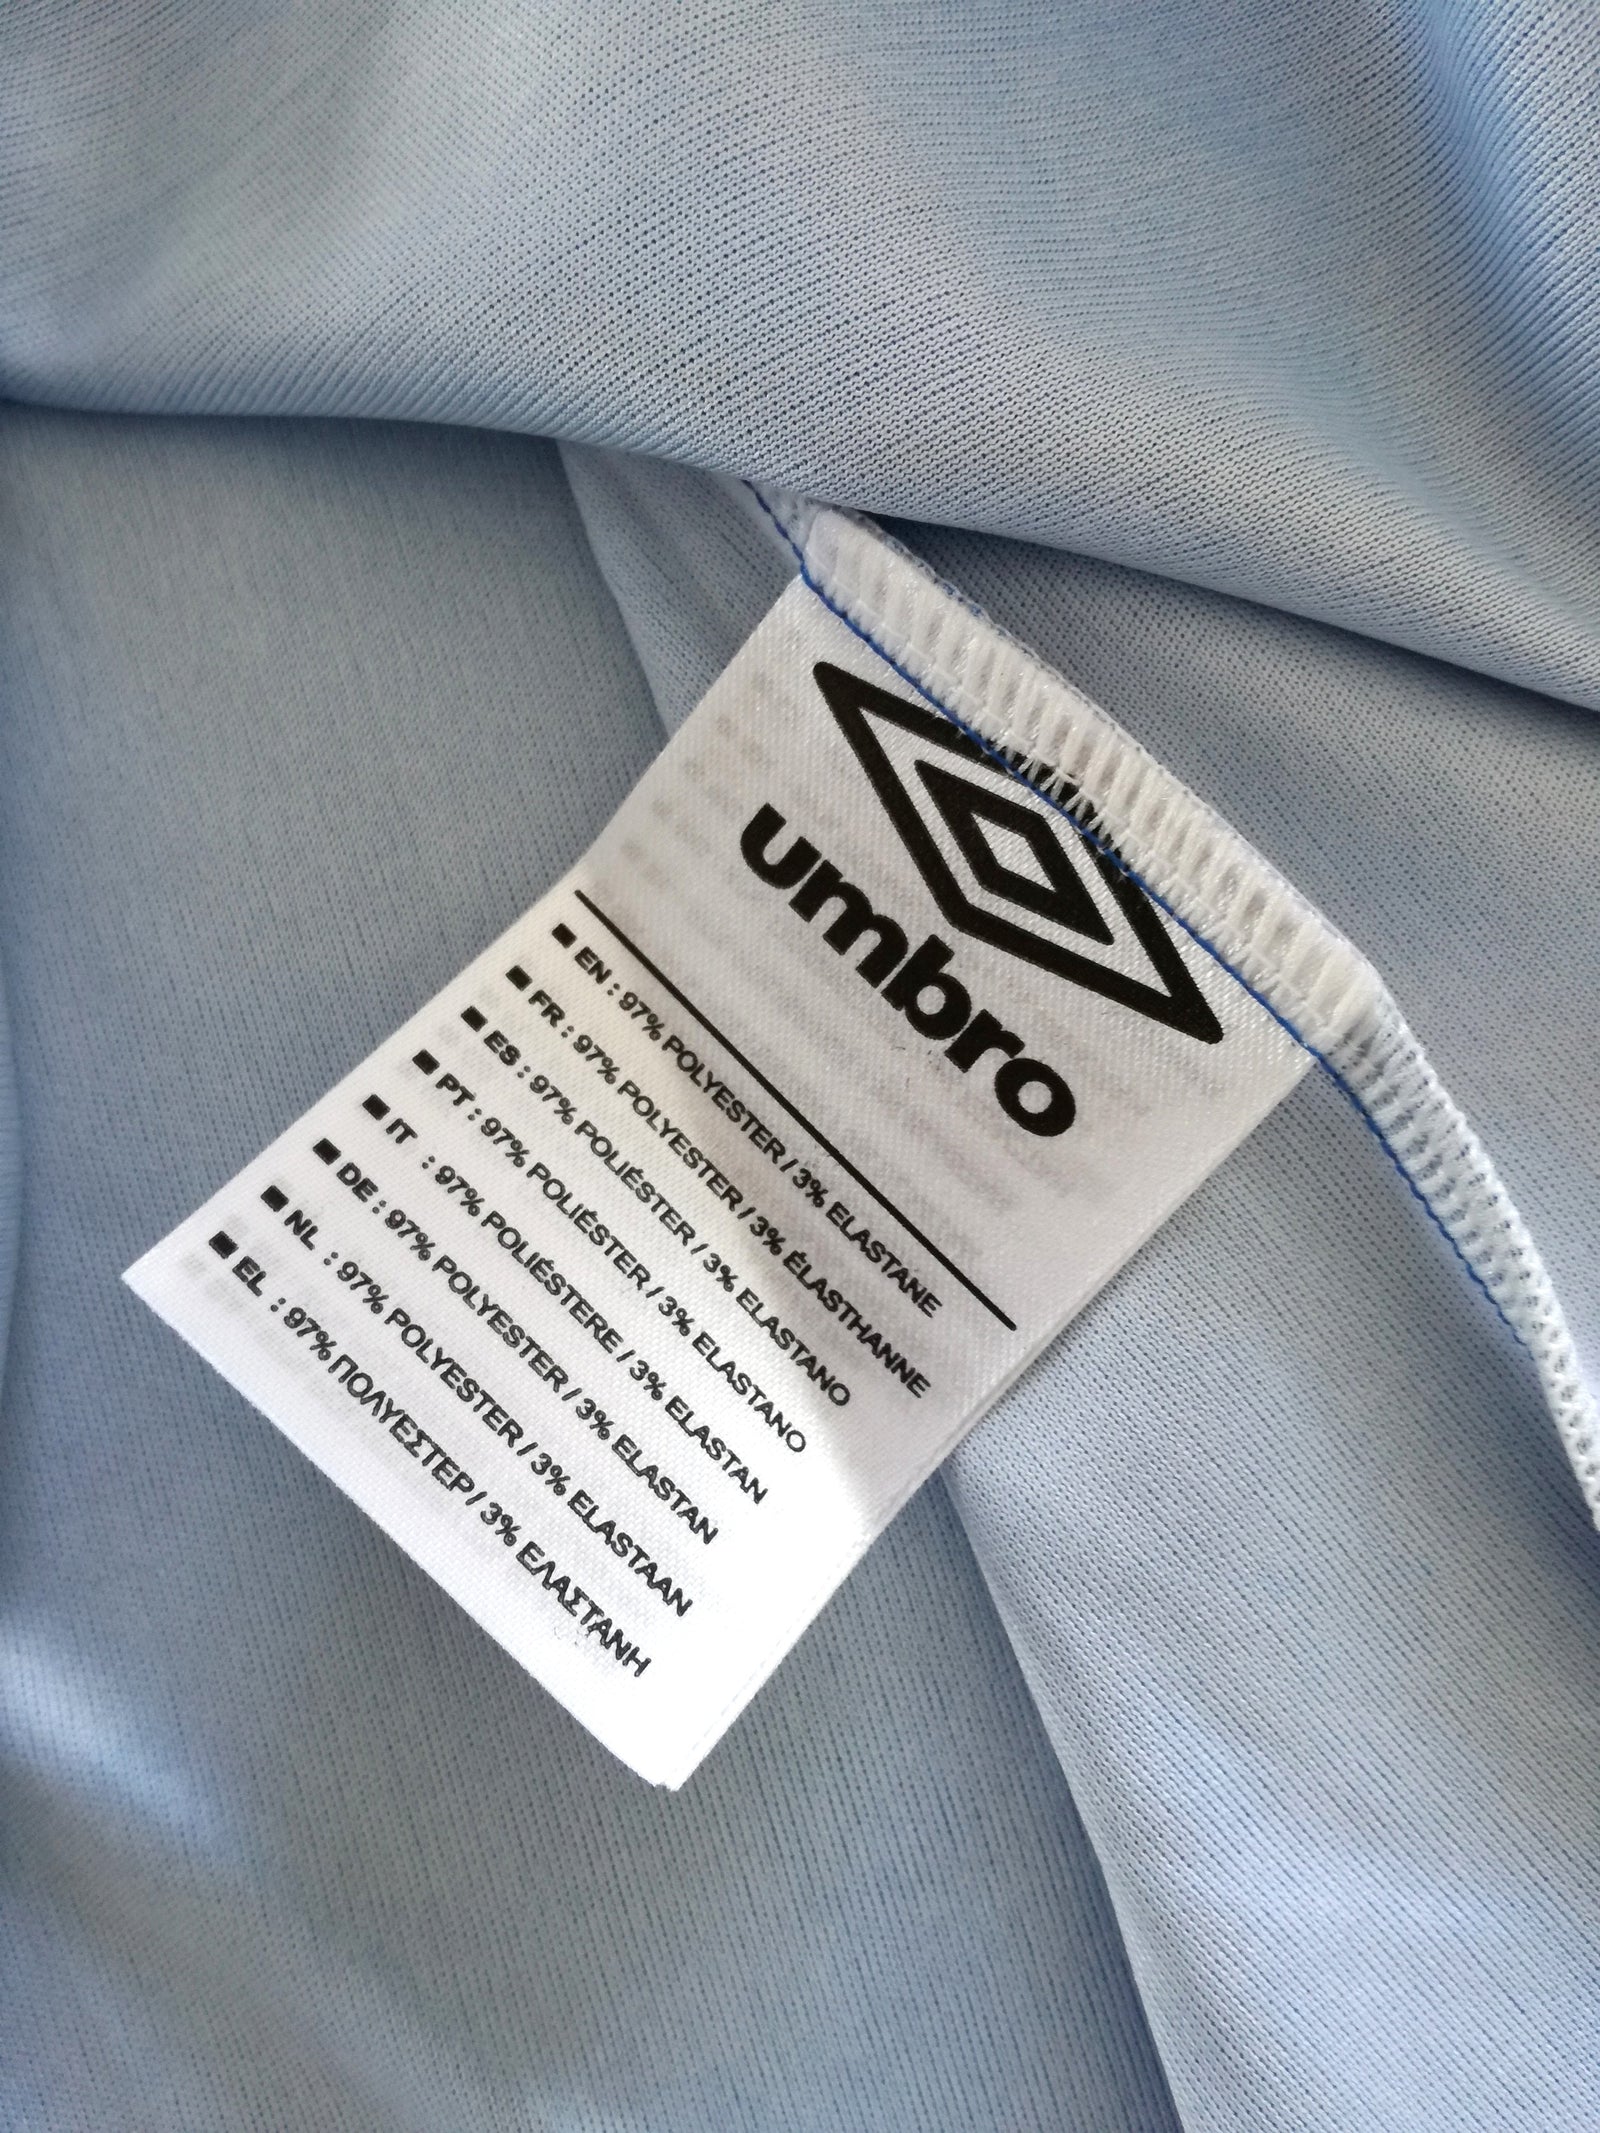 umbro
EN : 97% POLYESTER / 3% ELASTANE
FR : 97% POLYESTER / 3% ÉLASTHANNE
ES : 97% POLIÉSTER / 3% ELASTANO
PT : 97% POLIÉSTER / 3% ELASTANO
IT : 97% POLIÉSTERE / 3% ELASTAN
DE : 97% POLYESTER / 3% ELASTAN
NL : 97% POLYESTER / 3% ELASTAAN
EL : 97% ΠΟΛΥΕΣΤΕΡ / 3% ΕΛΑΣΤΑΝΗ